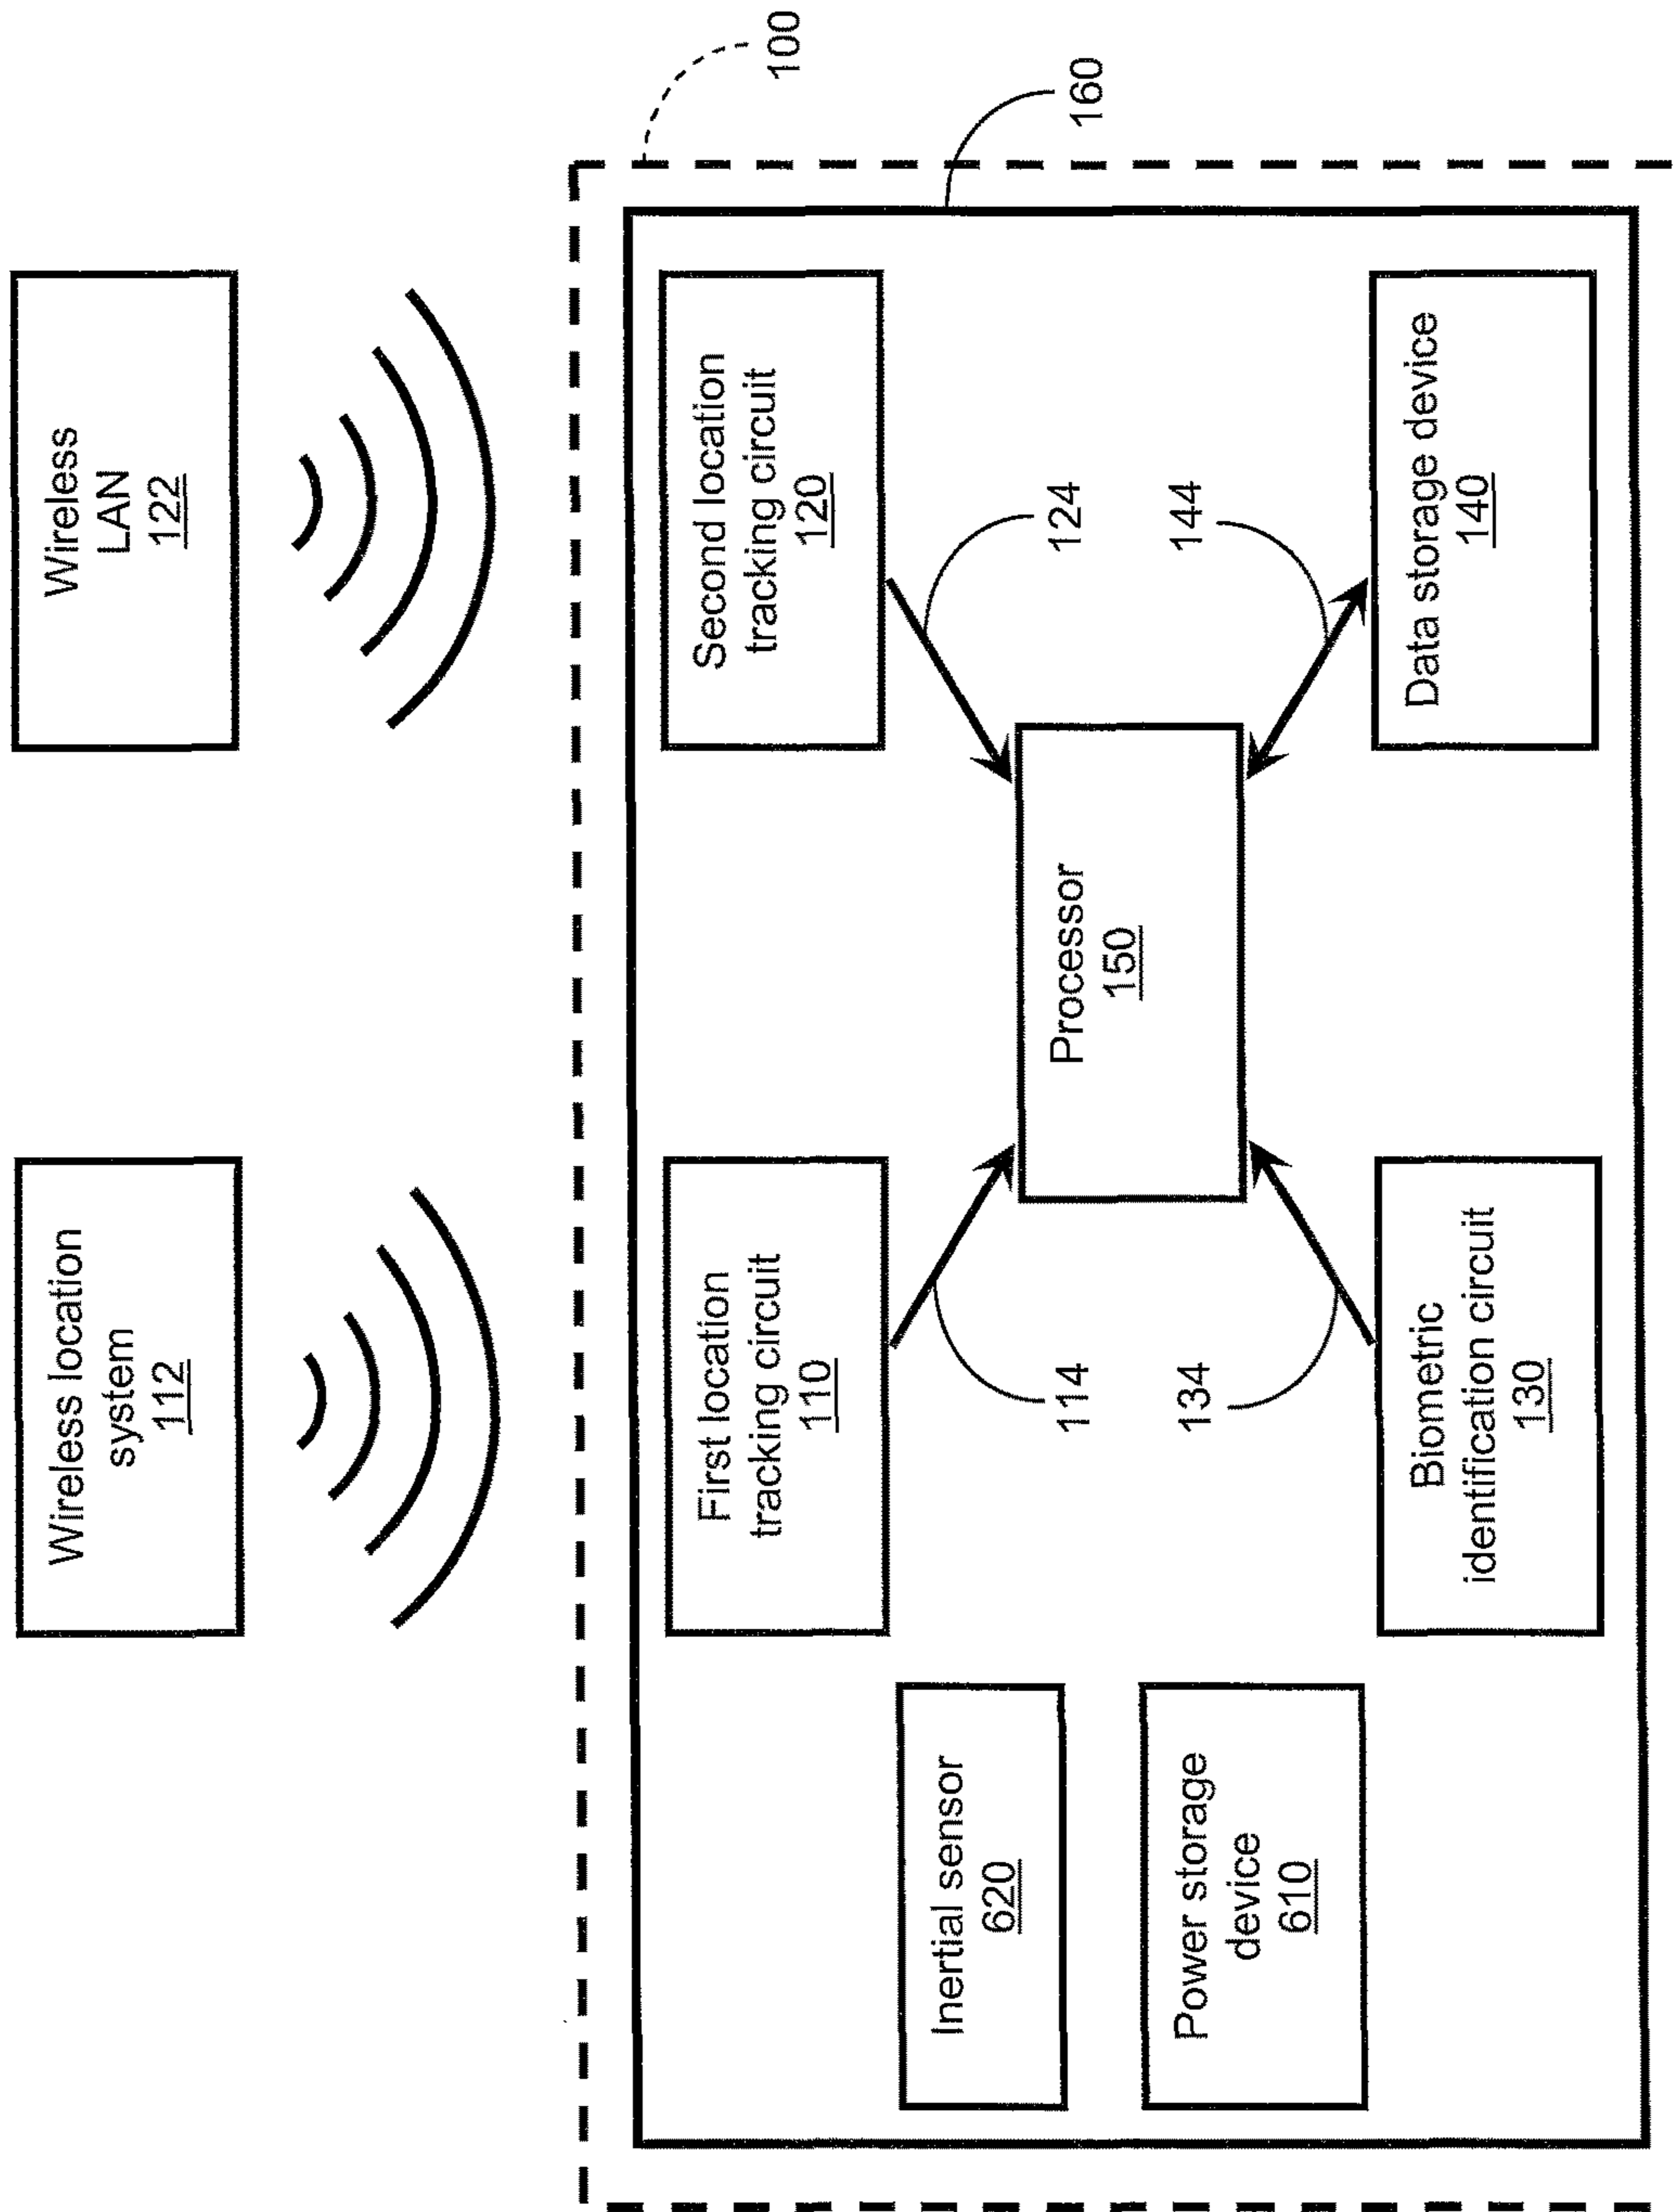 Wireless location
system
112
Wireless
LAN
122
100
160
First location
tracking circuit
110
Second location
tracking circuit
120
Inertial sensor
620
114
124
Processor
150
Power storage
device
610
134
144
Biometric
identification circuit
130
Data storage device
140